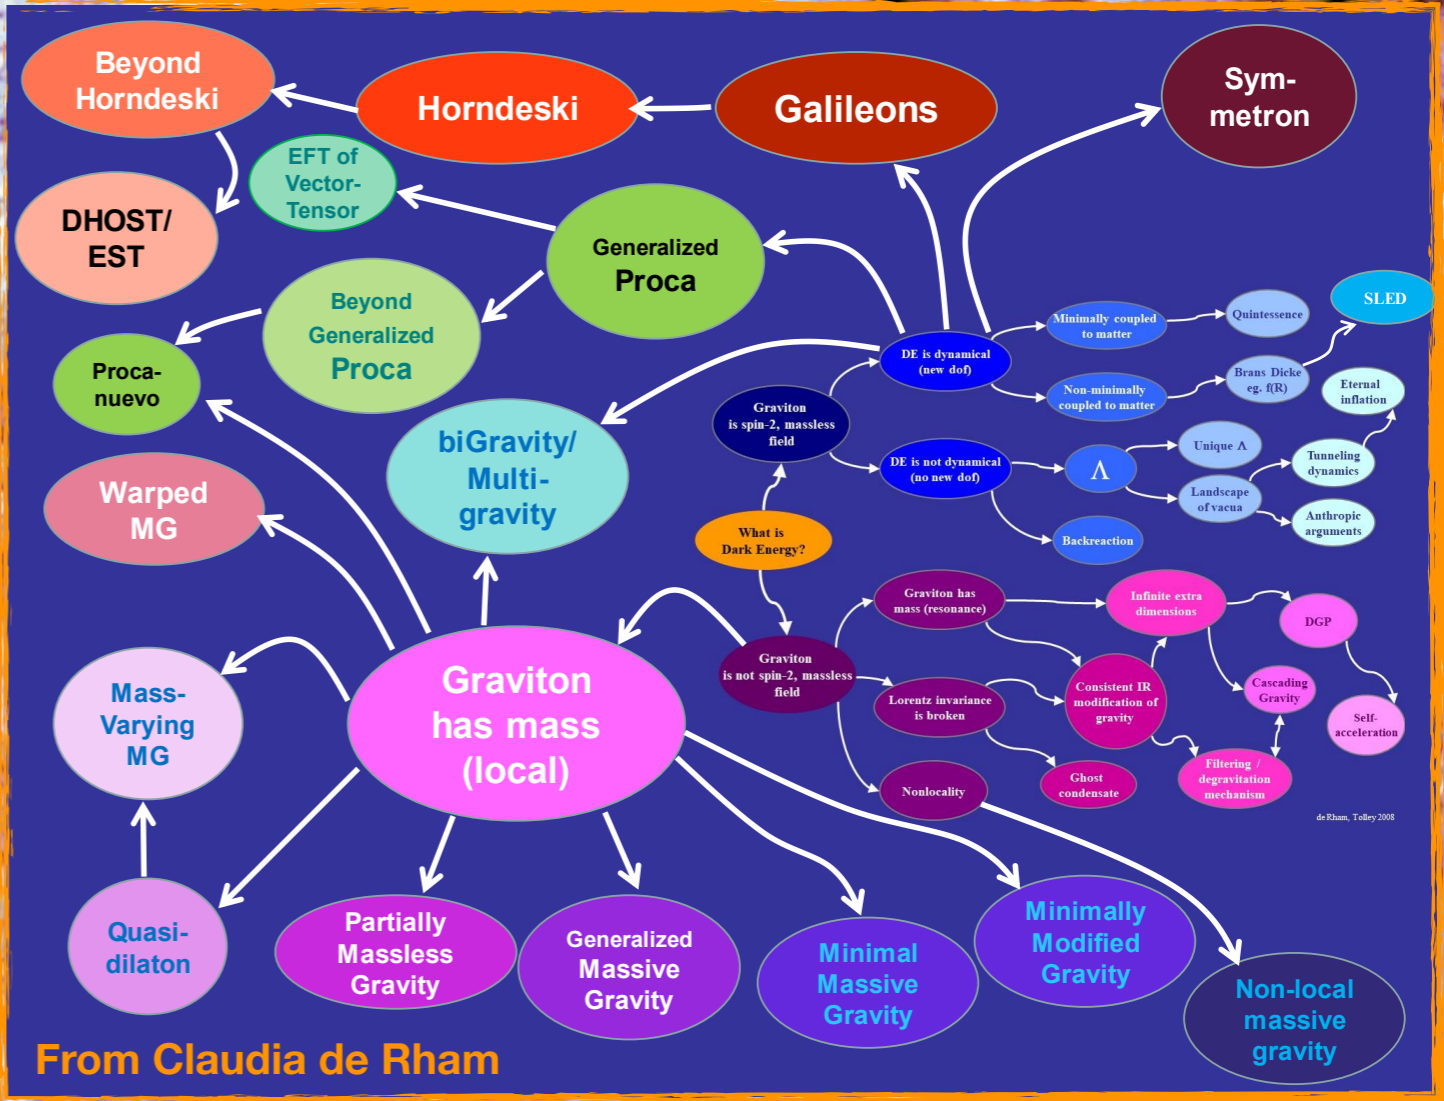 Beyond
Horndeski
Horndeski
Galileons
Sym-
metron
EFT of
Vector-
Tensor
DHOST/
EST
Generalized
Proca
Beyond
Generalized
Proca
SLED
Minimally coupled
to matter
Quintessence
DE is dynamical
(new dof)
Brans Dicke
eg. f(R)
Non-minimally
coupled to matter
Eternal
inflation
Proca-
nuevo
Graviton
is spin-2, massless
field
biGravity/
Multi-
gravity
DE is not dynamical
(no new dof)
Λ
Unique Λ
Landscape
of vacua
Tunneling
dynamics
Anthropic
arguments
Backreaction
Warped
MG
What is
Dark Energy?
Graviton has
mass (resonance)
Infinite extra
dimensions
DGP
Graviton
is not spin-2, massless
field
Graviton
has mass
(local)
Mass-
Varying
MG
Lorentz invariance
is broken
Consistent IR
modification of
gravity
Cascading
Gravity
Self-
acceleration
Nonlocality
Ghost
condensate
Filtering /
degravitation
mechanism
de Rham, Tolley 2008
Quasi-
dilaton
Partially
Massless
Gravity
Generalized
Massive
Gravity
Minimal
Massive
Gravity
Minimally
Modified
Gravity
Non-local
massive
gravity
From Claudia de Rham